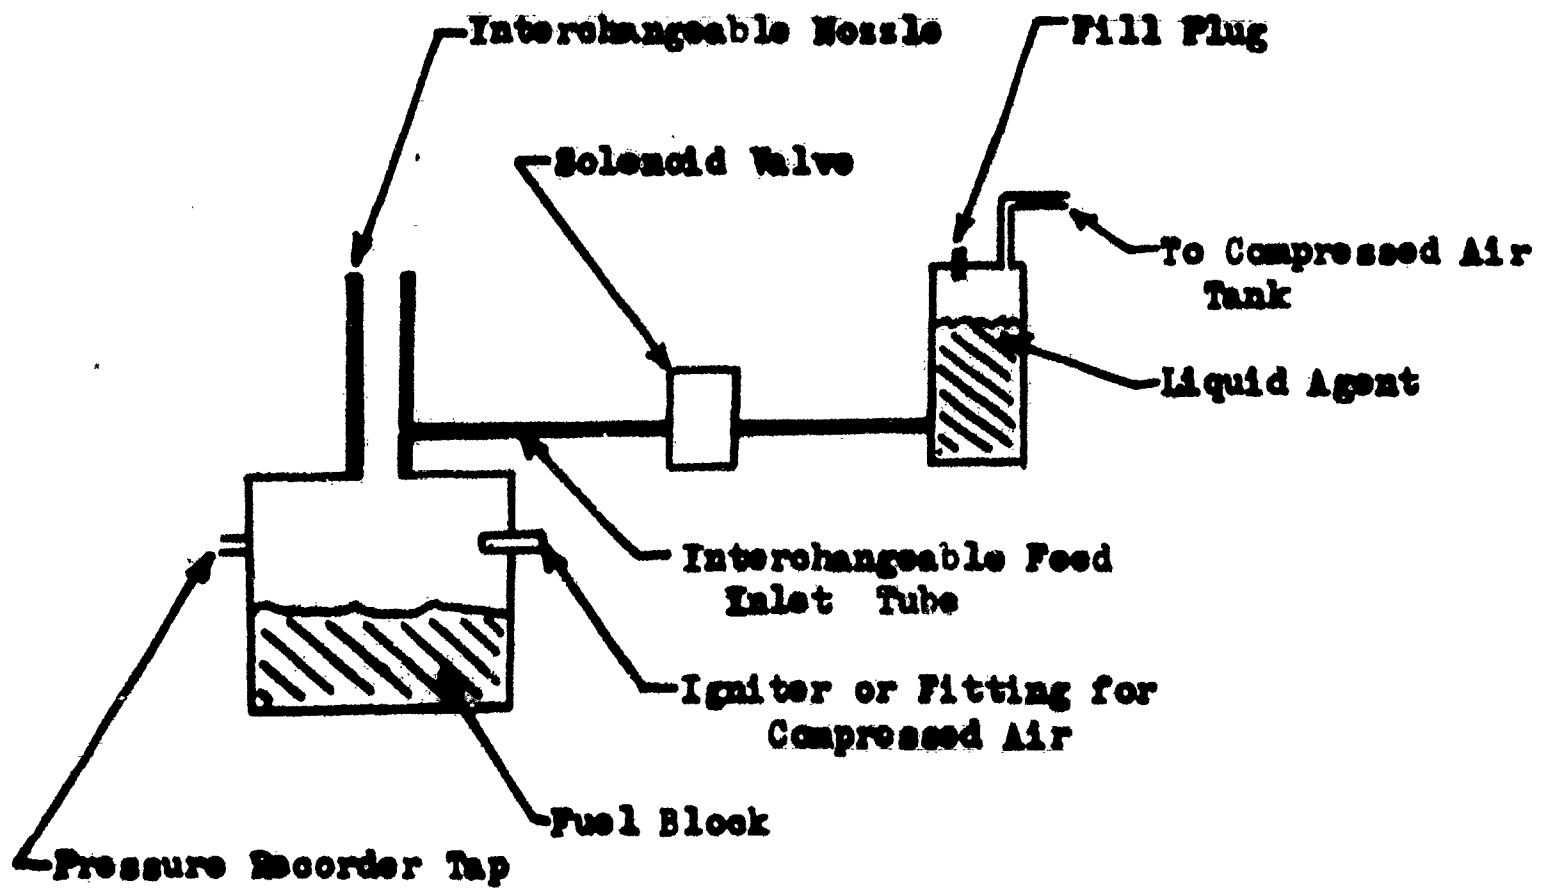 Interchangeable Nozzle
Fill Plug
Solenoid Valve
To Compressed Air
Tank
Liquid Agent
Interchangeable Feed
Inlet Tube
Igniter or Fitting for
Compressed Air
Fuel Block
Pressure Recorder Tap